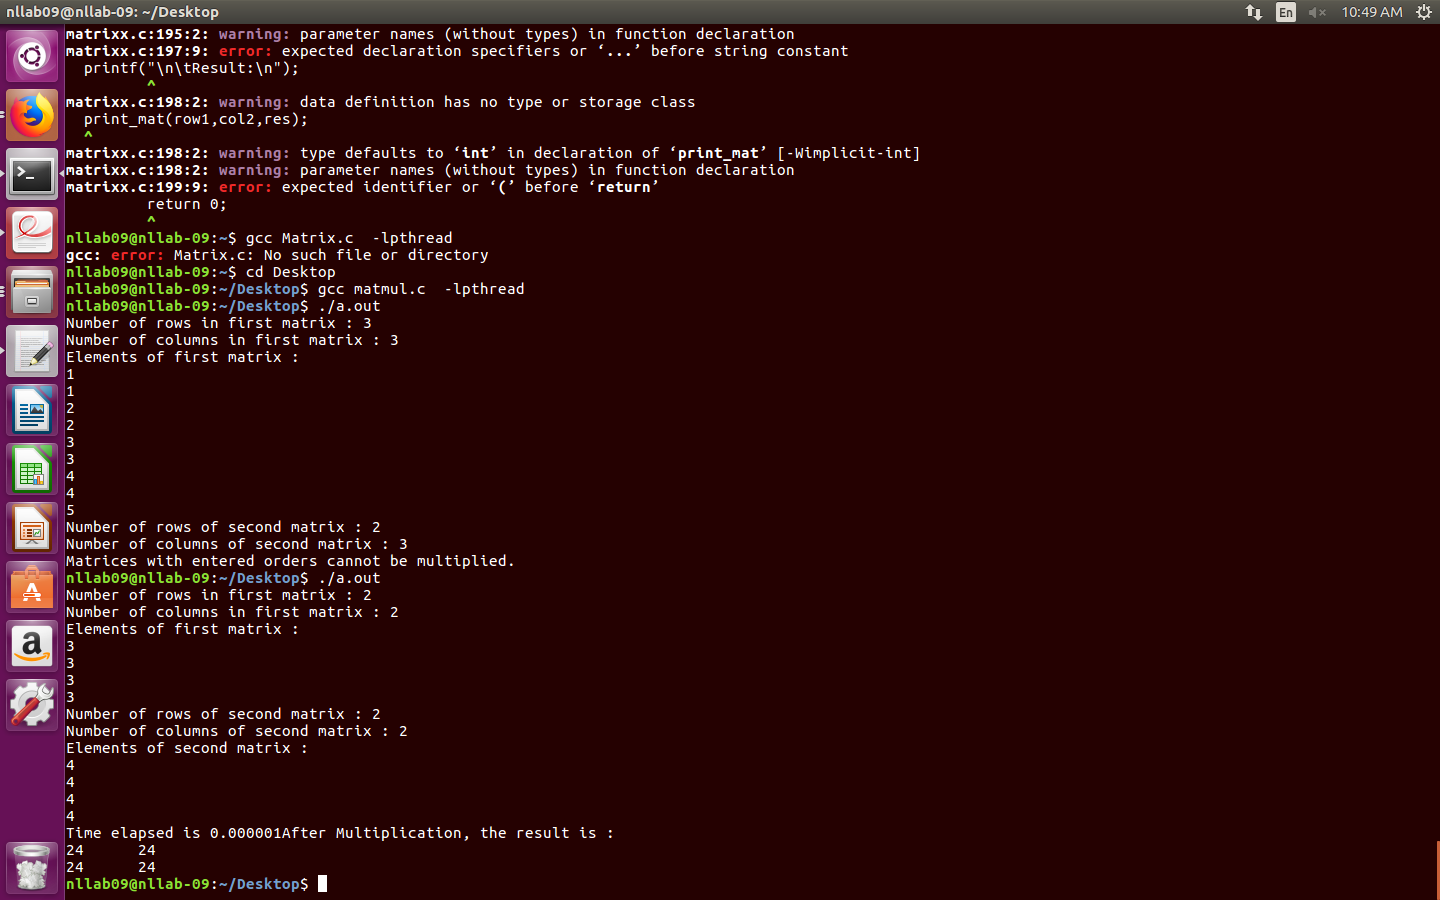 nllab09@nllab-09: ~/Desktop
En
10:49 AM
matrixx.c:195:2: warning: parameter names (without types) in function declaration
matrixx.c:197:9: error: expected declaration specifiers or ‘...’ before string constant
  printf("\n\tResult:\n");
         ^
matrixx.c:198:2: warning: data definition has no type or storage class
  print_mat(row1,col2,res);
  ^
matrixx.c:198:2: warning: type defaults to ‘int’ in declaration of ‘print_mat’ [-Wimplicit-int]
matrixx.c:198:2: warning: parameter names (without types) in function declaration
matrixx.c:199:9: error: expected identifier or ‘(’ before ‘return’
         return 0;
         ^
nllab09@nllab-09:~$ gcc Matrix.c  -lpthread
gcc: error: Matrix.c: No such file or directory
nllab09@nllab-09:~$ cd Desktop
nllab09@nllab-09:~/Desktop$ gcc matmul.c  -lpthread
nllab09@nllab-09:~/Desktop$ ./a.out
Number of rows in first matrix : 3
Number of columns in first matrix : 3
Elements of first matrix :
1
1
2
2
3
3
4
4
5
Number of rows of second matrix : 2
Number of columns of second matrix : 3
Matrices with entered orders cannot be multiplied.
nllab09@nllab-09:~/Desktop$ ./a.out
Number of rows in first matrix : 2
Number of columns in first matrix : 2
Elements of first matrix :
3
3
3
3
Number of rows of second matrix : 2
Number of columns of second matrix : 2
Elements of second matrix :
4
4
4
4
Time elapsed is 0.000001After Multiplication, the result is :
24      24
24      24
nllab09@nllab-09:~/Desktop$